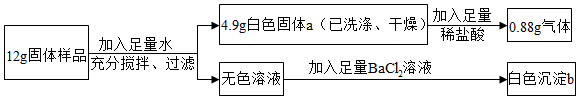 12g固体样品
加入足量水
充分搅拌、过滤
4.9g白色固体a（已洗涤、干燥）
加入足量
稀盐酸
0.88g气体
无色溶液
加入足量BaCl₂溶液
白色沉淀b